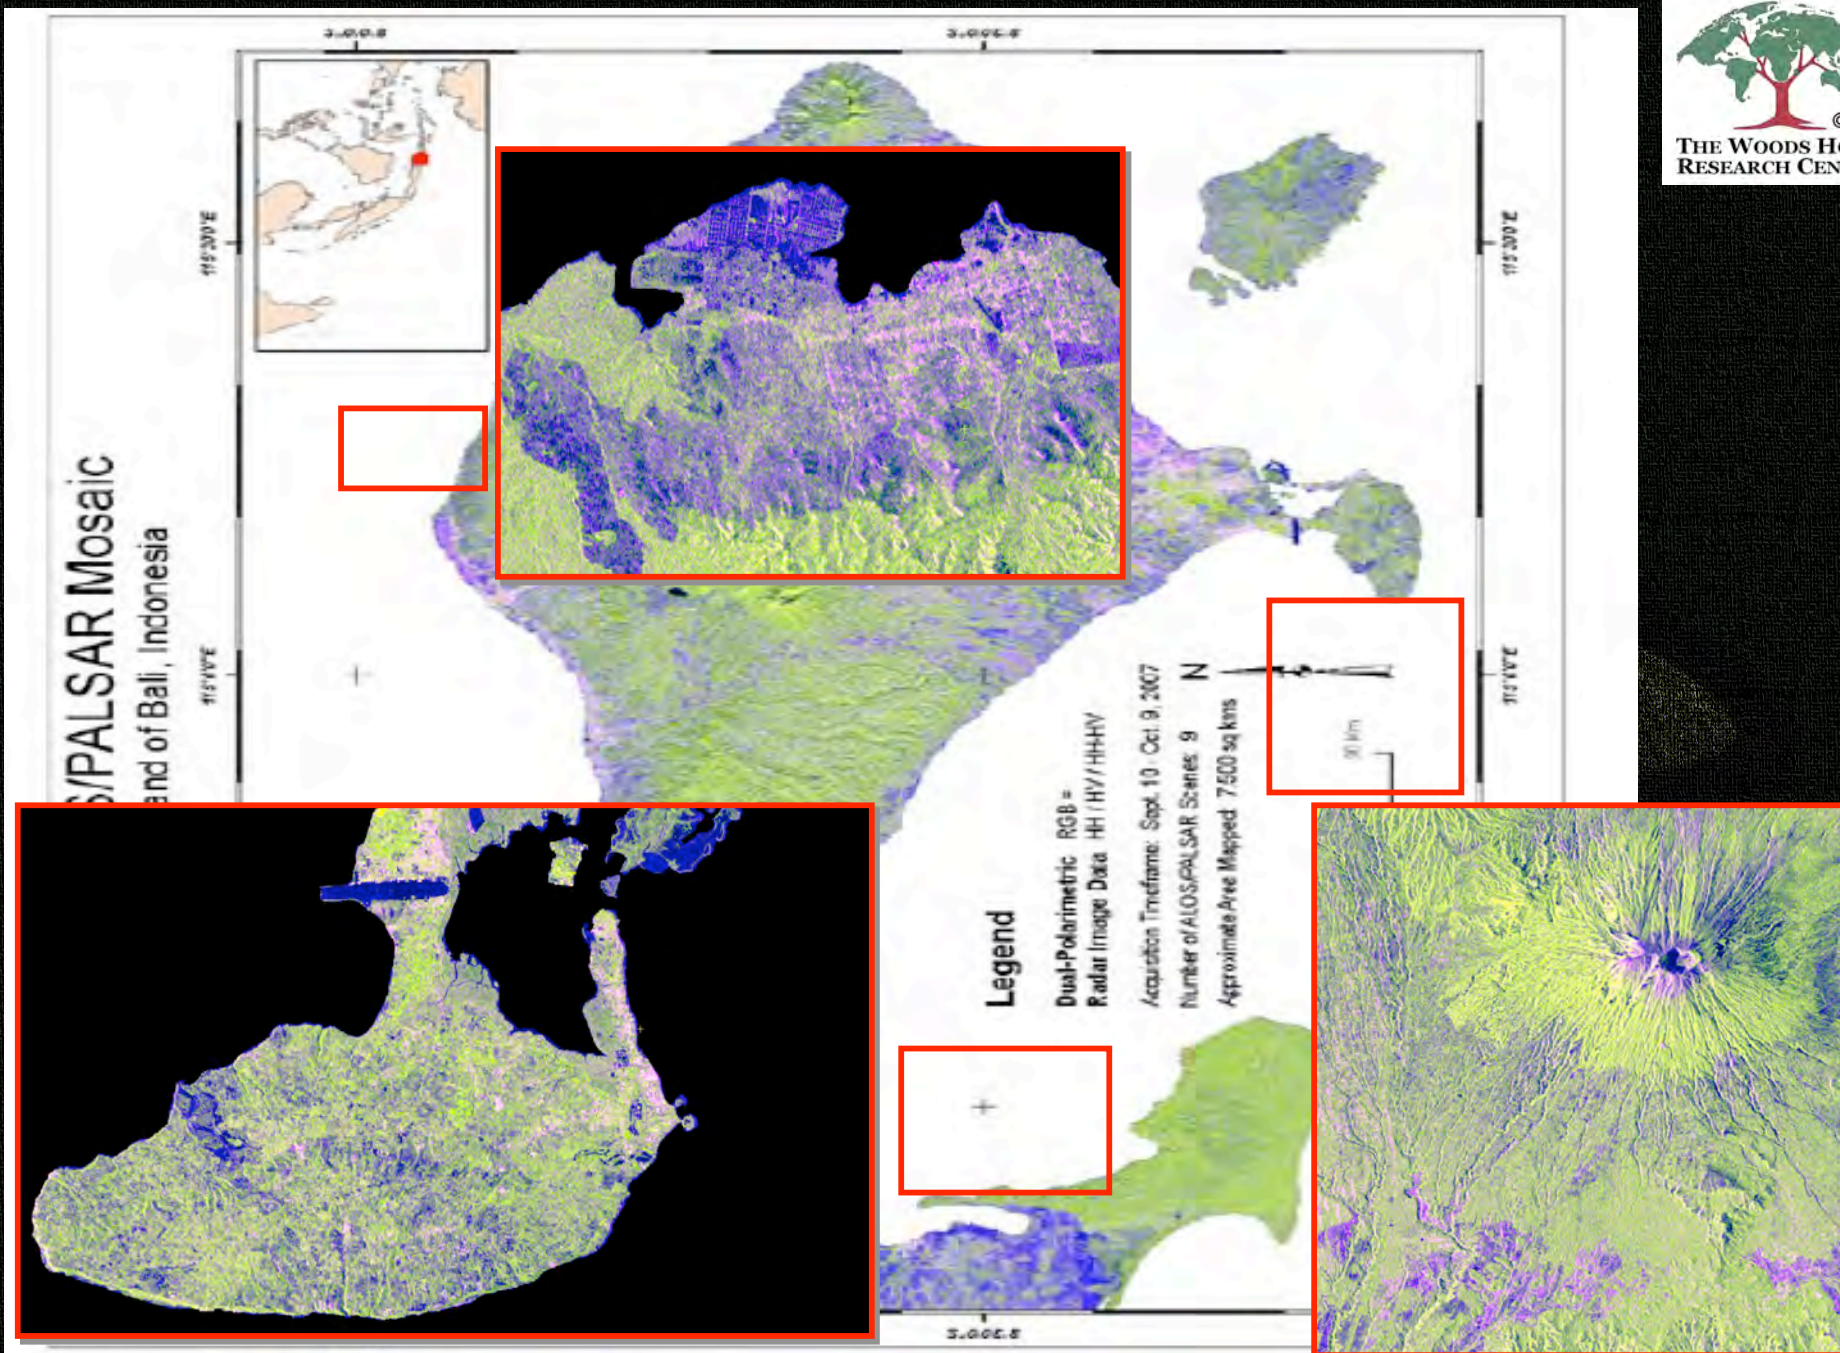 S/PALSAR Mosaic
and of Bali, Indonesia
Legend
Dual-Polarimetric RGB =
Radar Image Data HH / HV / HH-HV
Acquisition Timeframe: Sept. 10 - Oct. 9, 2007
Number of ALOS/PALSAR Scenes: 9
Approximate Area Mapped: 7,500 sq kms
N
THE WOODS HO
RESEARCH CEN